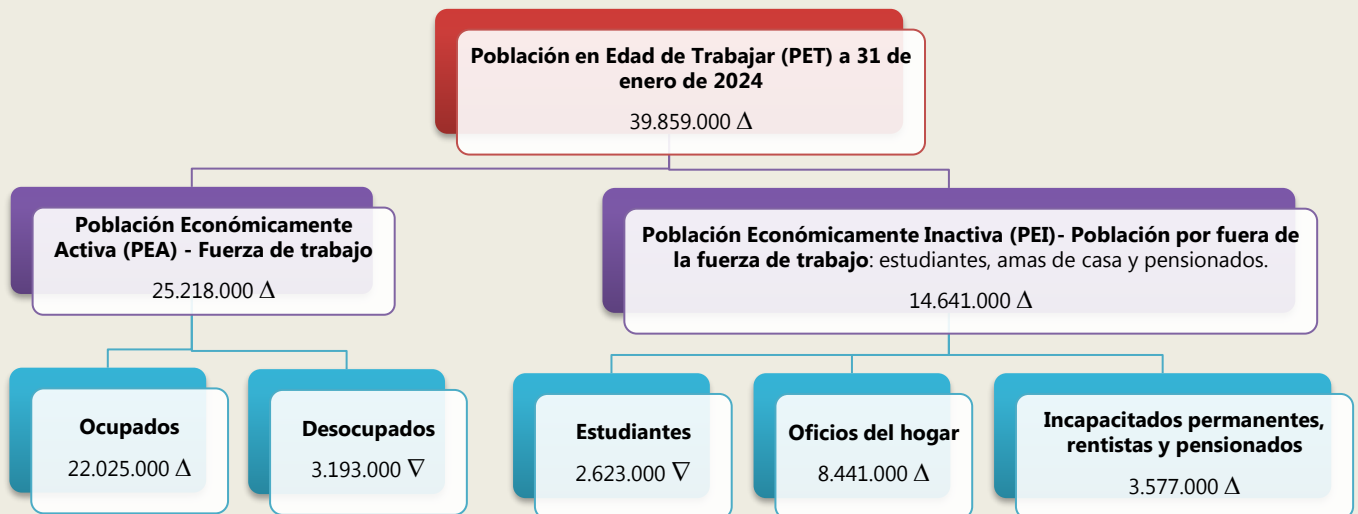 Población en Edad de Trabajar (PET) a 31 de
enero de 2024
39.859.000 Δ
Población Económicamente
Activa (PEA) - Fuerza de trabajo
25.218.000 Δ
Población Económicamente Inactiva (PEI)- Población por fuera de
la fuerza de trabajo: estudiantes, amas de casa y pensionados.
14.641.000 Δ
Ocupados
22.025.000 Δ
Desocupados
3.193.000 ∇
Estudiantes
2.623.000 ∇
Oficios del hogar
8.441.000 Δ
Incapacitados permanentes,
rentistas y pensionados
3.577.000 Δ